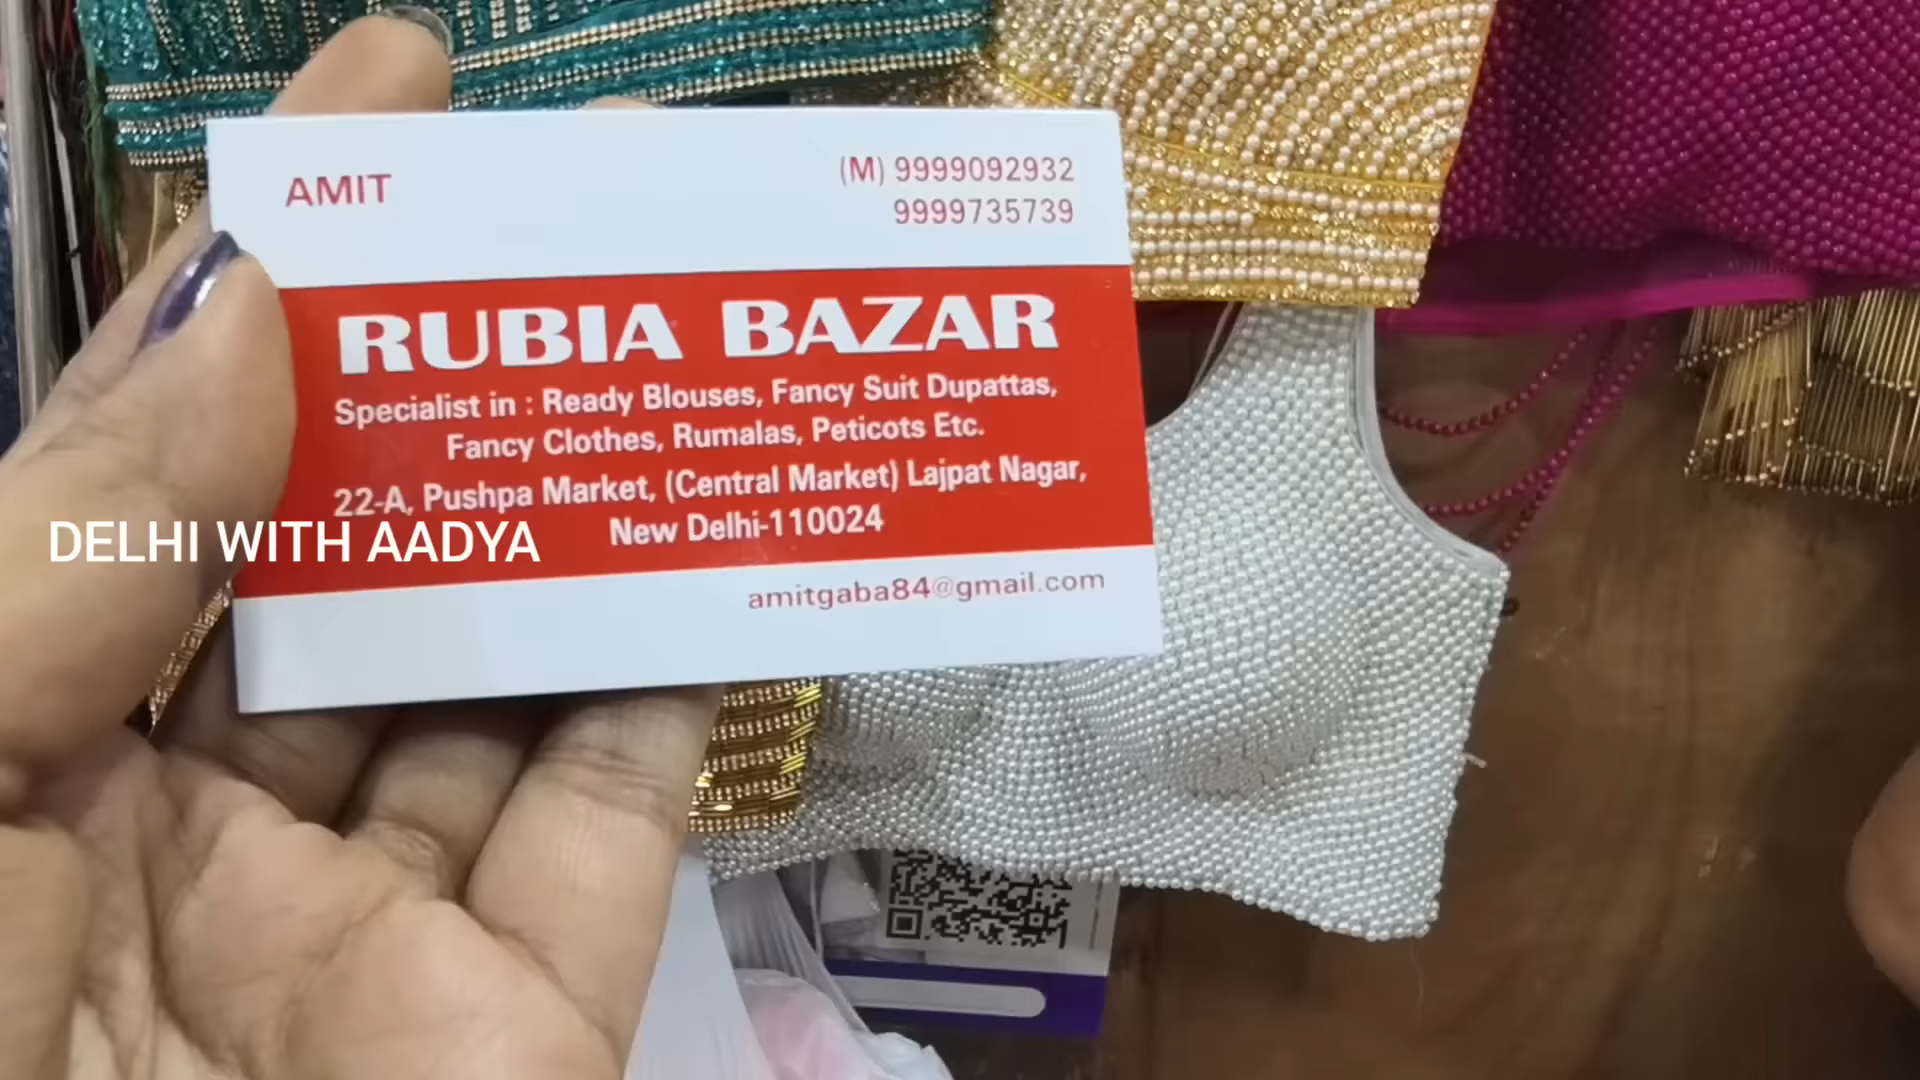 AMIT
(M) 9999092932
9999735739
RUBIA BAZAR
Specialist in : Ready Blouses, Fancy Suit Dupattas,
Fancy Clothes, Rumalas, Peticots Etc.
22-A, Pushpa Market, (Central Market) Lajpat Nagar,
New Delhi-110024
DELHI WITH AADYA
amitgaba84@gmail.com